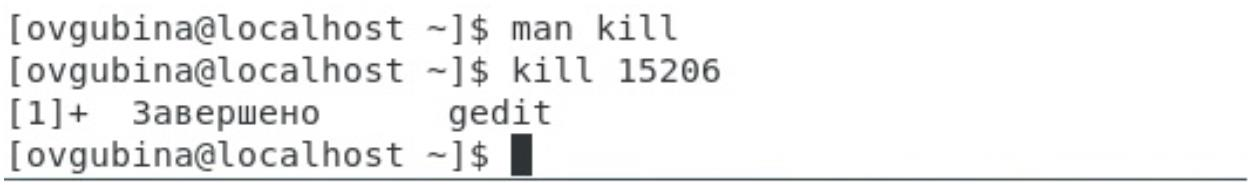 [ovgubina@localhost ~]$ man kill
[ovgubina@localhost ~]$ kill 15206
[1]+  Завершено      gedit
[ovgubina@localhost ~]$